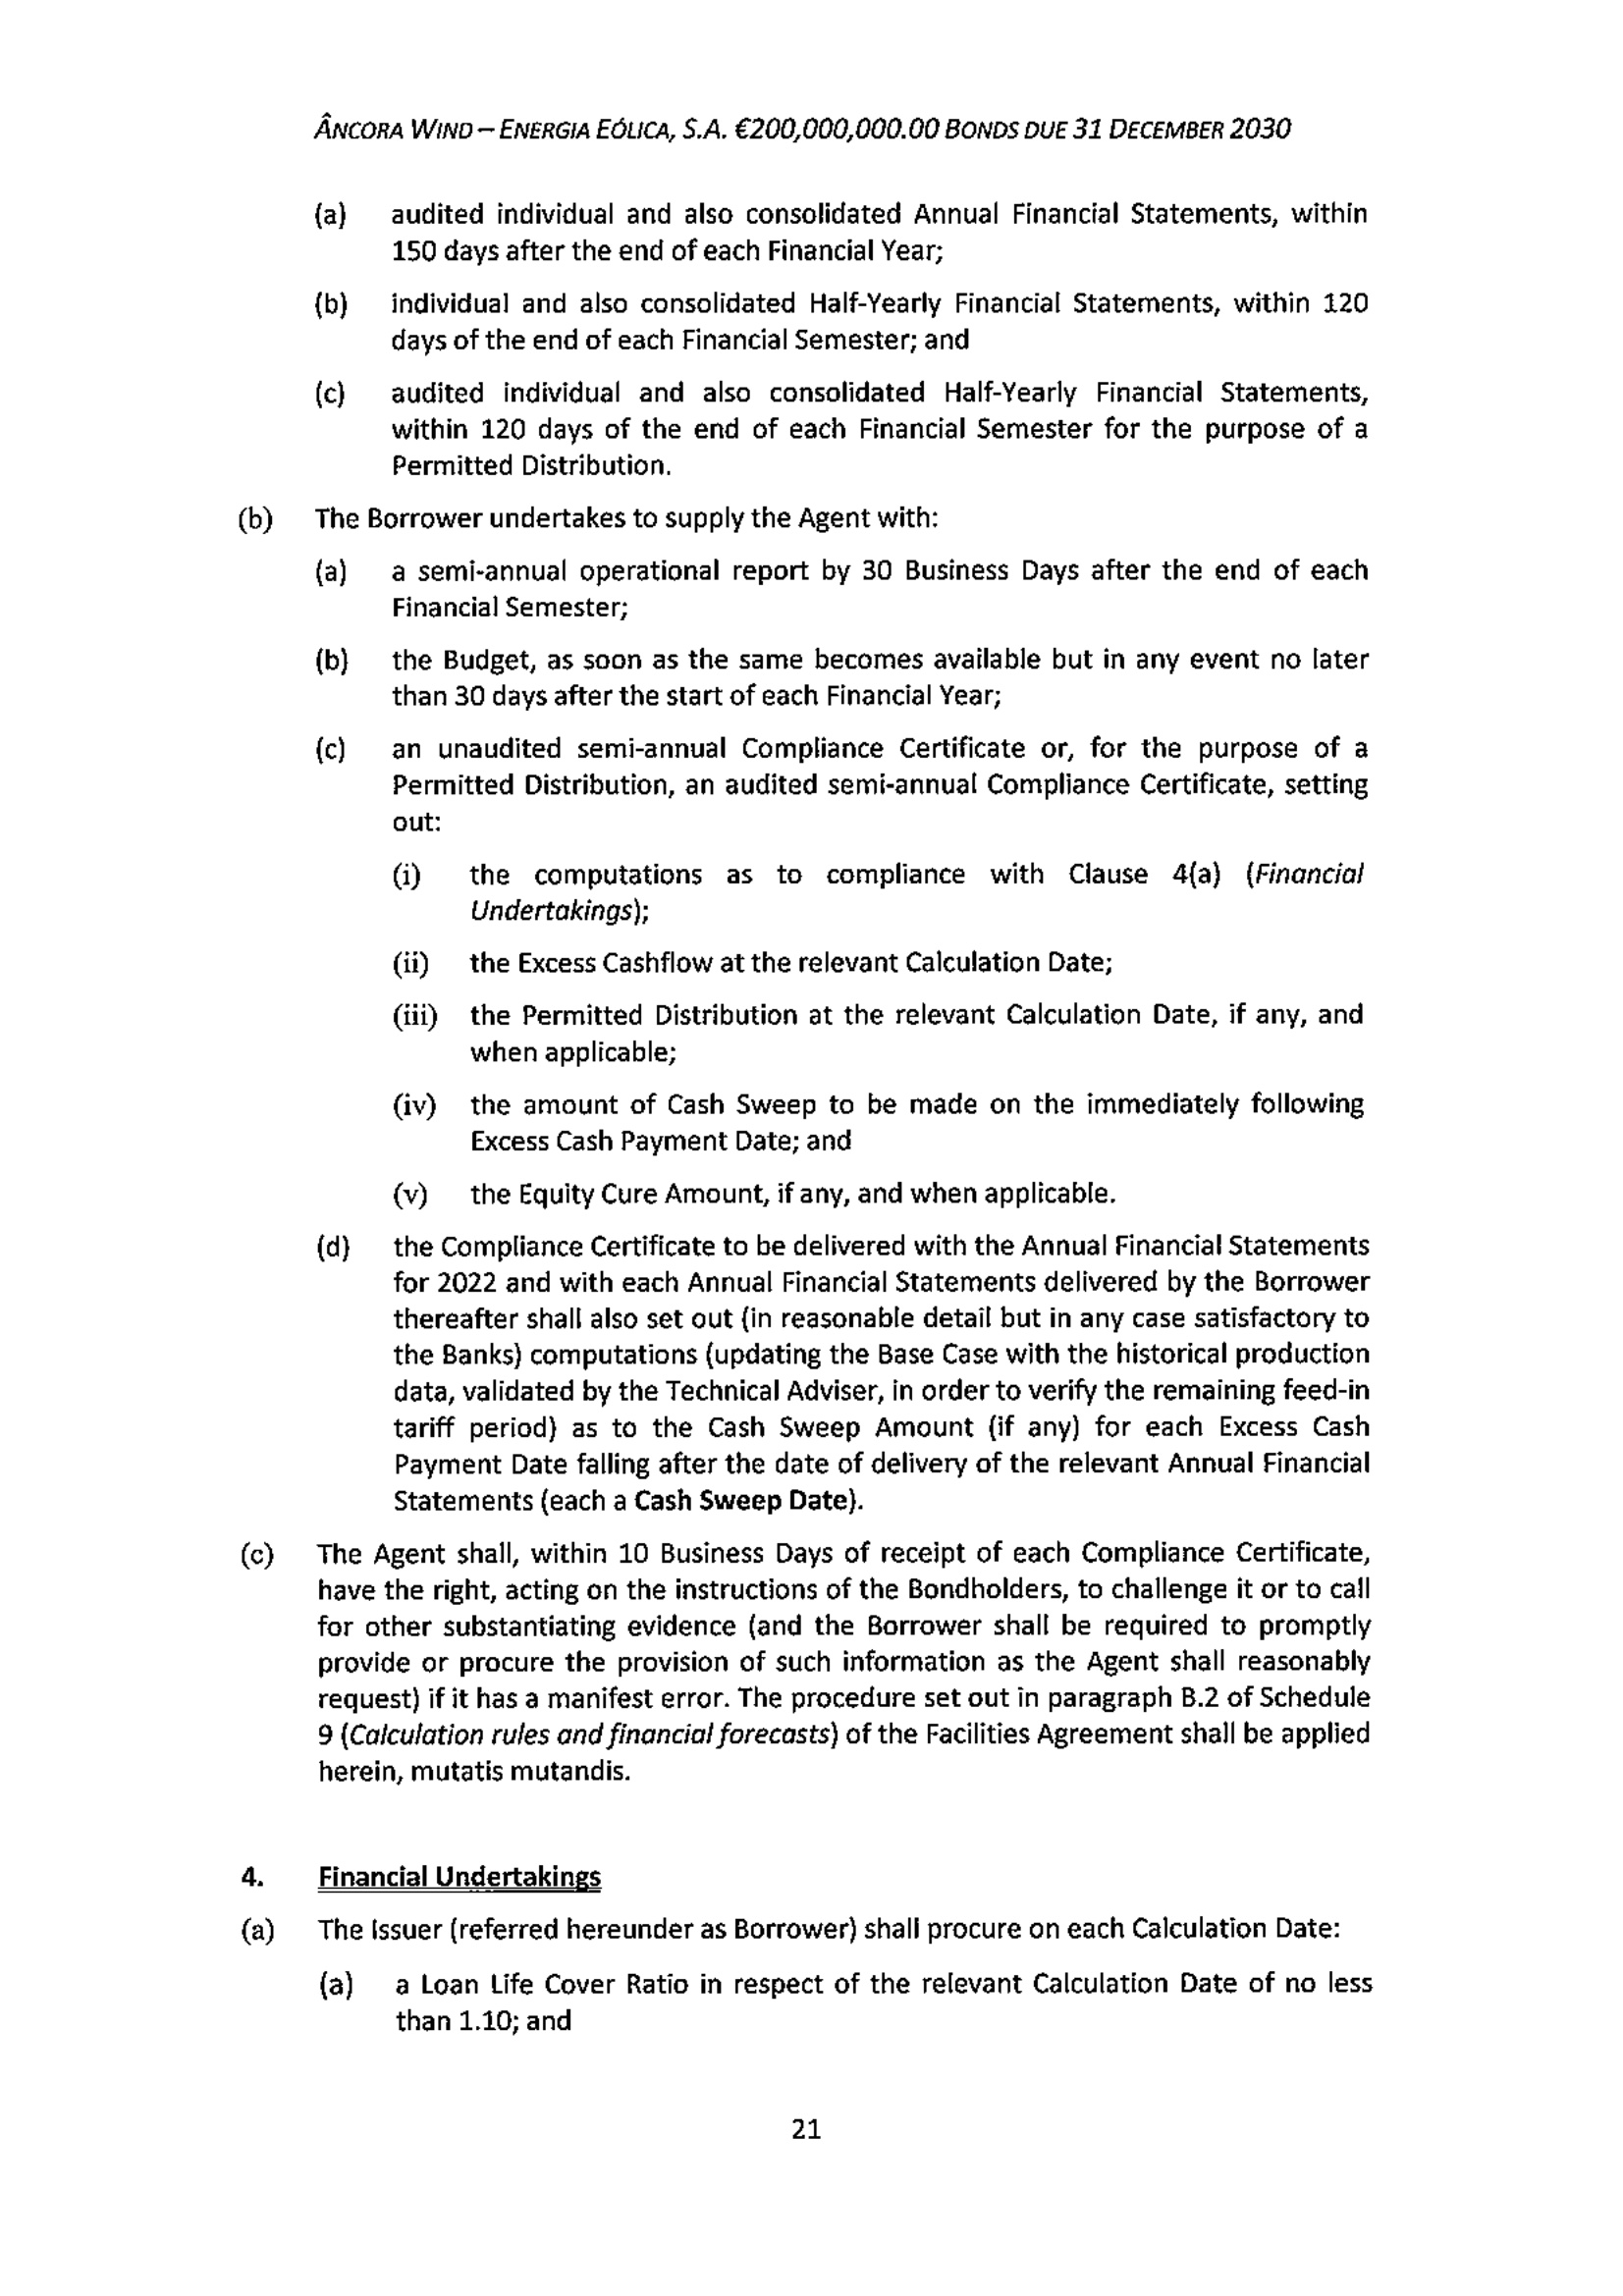 ÂNCORA WIND – ENERGIA EÓLICA, S.A. €200,000,000.00 BONDS DUE 31 DECEMBER 2030
(a) audited individual and also consolidated Annual Financial Statements, within
150 days after the end of each Financial Year;
(b) individual and also consolidated Half-Yearly Financial Statements, within 120
days of the end of each Financial Semester; and
(c) audited individual and also consolidated Half-Yearly Financial Statements,
within 120 days of the end of each Financial Semester for the purpose of a
Permitted Distribution.
(b) The Borrower undertakes to supply the Agent with:
(a) a semi-annual operational report by 30 Business Days after the end of each
Financial Semester;
(b) the Budget, as soon as the same becomes available but in any event no later
than 30 days after the start of each Financial Year;
(c) an unaudited semi-annual Compliance Certificate or, for the purpose of a
Permitted Distribution, an audited semi-annual Compliance Certificate, setting
out:
(i) the computations as to compliance with Clause 4(a) (Financial
Undertakings);
(ii) the Excess Cashflow at the relevant Calculation Date;
(iii) the Permitted Distribution at the relevant Calculation Date, if any, and
when applicable;
(iv) the amount of Cash Sweep to be made on the immediately following
Excess Cash Payment Date; and
(v) the Equity Cure Amount, if any, and when applicable.
(d) the Compliance Certificate to be delivered with the Annual Financial Statements
for 2022 and with each Annual Financial Statements delivered by the Borrower
thereafter shall also set out (in reasonable detail but in any case satisfactory to
the Banks) computations (updating the Base Case with the historical production
data, validated by the Technical Adviser, in order to verify the remaining feed-in
tariff period) as to the Cash Sweep Amount (if any) for each Excess Cash
Payment Date falling after the date of delivery of the relevant Annual Financial
Statements (each a Cash Sweep Date).
(c) The Agent shall, within 10 Business Days of receipt of each Compliance Certificate,
have the right, acting on the instructions of the Bondholders, to challenge it or to call
for other substantiating evidence (and the Borrower shall be required to promptly
provide or procure the provision of such information as the Agent shall reasonably
request) if it has a manifest error. The procedure set out in paragraph B.2 of Schedule
9 (Calculation rules and financial forecasts) of the Facilities Agreement shall be applied
herein, mutatis mutandis.
4. Financial Undertakings
(a) The Issuer (referred hereunder as Borrower) shall procure on each Calculation Date:
(a) a Loan Life Cover Ratio in respect of the relevant Calculation Date of no less
than 1.10; and
21